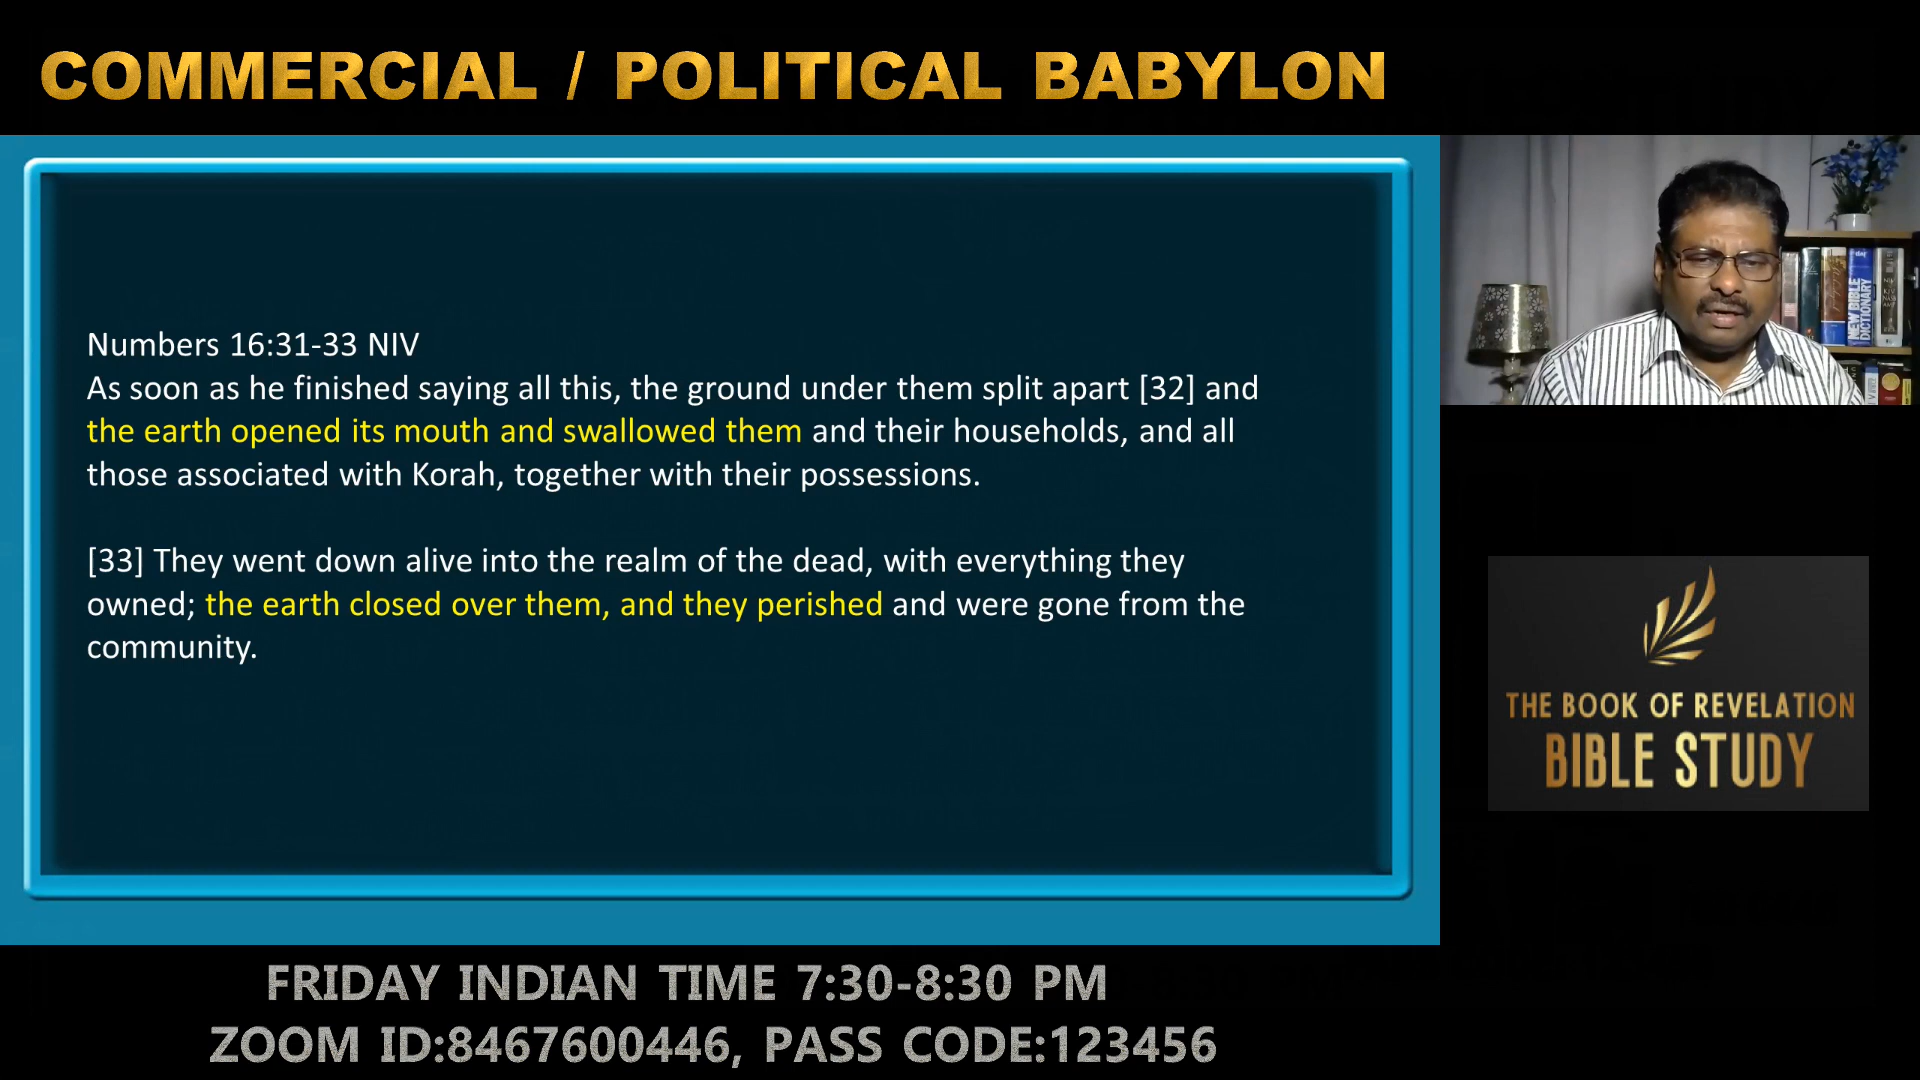 COMMERCIAL / POLITICAL BABYLON
Numbers 16:31-33 NIV
As soon as he finished saying all this, the ground under them split apart [32] and
the earth opened its mouth and swallowed them and their households, and all
those associated with Korah, together with their possessions.
[33] They went down alive into the realm of the dead, with everything they
owned; the earth closed over them, and they perished and were gone from the
community.
NEW BIBLE
DICTIONARY
THE BOOK OF REVELATION
BIBLE STUDY
FRIDAY INDIAN TIME 7:30-8:30 PM
ZOOM ID:8467600446, PASS CODE:123456